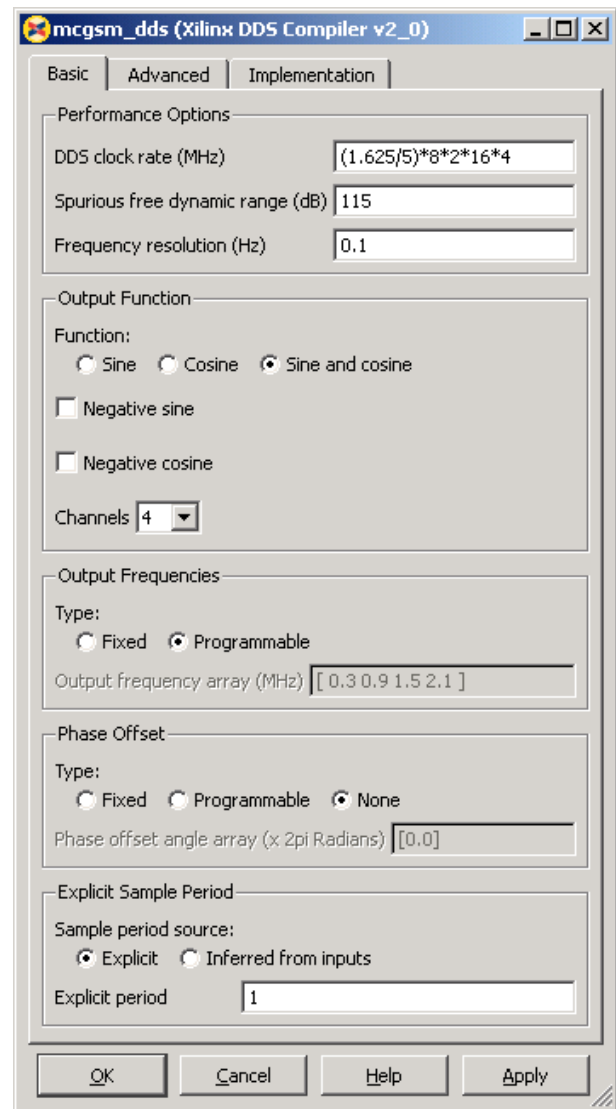 mcgsm_dds (Xilinx DDS Compiler v2_0)
Basic Advanced Implementation
Performance Options
DDS clock rate (MHz) (1.625/5)*8*2*16*4
Spurious free dynamic range (dB) 115
Frequency resolution (Hz) 0.1
Output Function
Function:
Sine Cosine Sine and cosine
Negative sine
Negative cosine
Channels 4
Output Frequencies
Type:
Fixed Programmable
Output frequency array (MHz) [ 0.3 0.9 1.5 2.1 ]
Phase Offset
Type:
Fixed Programmable None
Phase offset angle array (x 2pi Radians) [0.0]
Explicit Sample Period
Sample period source:
Explicit Inferred from inputs
Explicit period 1
OK Cancel Help Apply